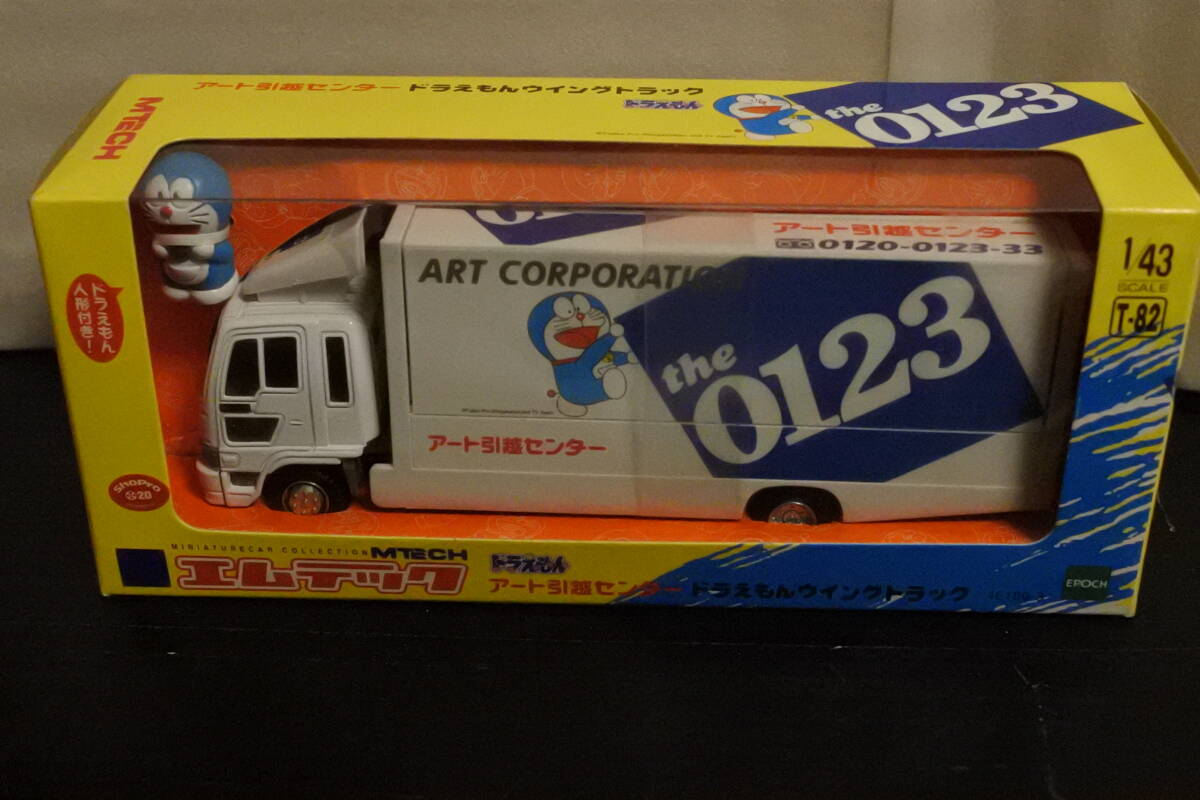 アート引越センター ドラえもんウイングトラック
ドラえもん
the 0123
MTECH
ドラえもん
人形付き!
アート引越センター
0120-0123-33
ART CORPORATION
the 0123
アート引越センター
1/43
SCALE
T-82
ShoPro
20
MINIATURECAR COLLECTION MTECH
エムテック
ドラえもん
アート引越センター ドラえもんウイングトラック
EPOCH